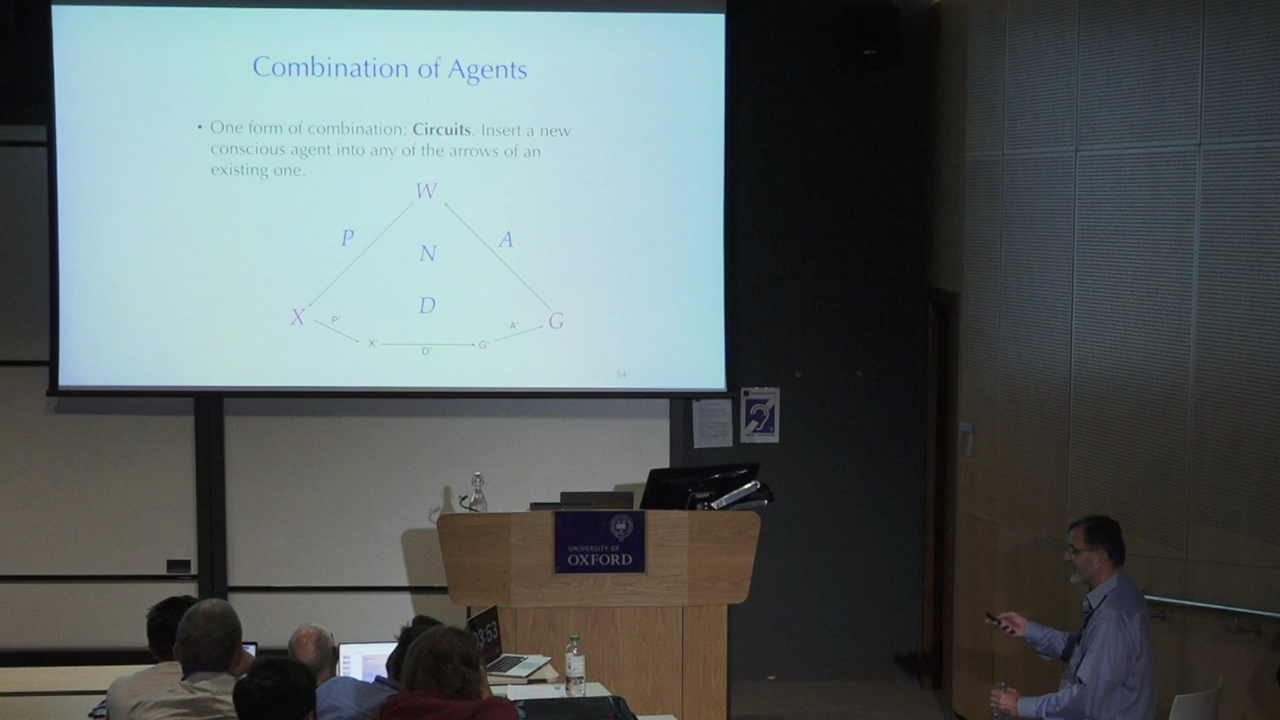 Combination of Agents
• One form of combination: Circuits. Insert a new
conscious agent into any of the arrows of an
existing one.
W
P
N
A
D
X
P'
A'
G
X'
D'
G'
54
UNIVERSITY OF
OXFORD
3:53